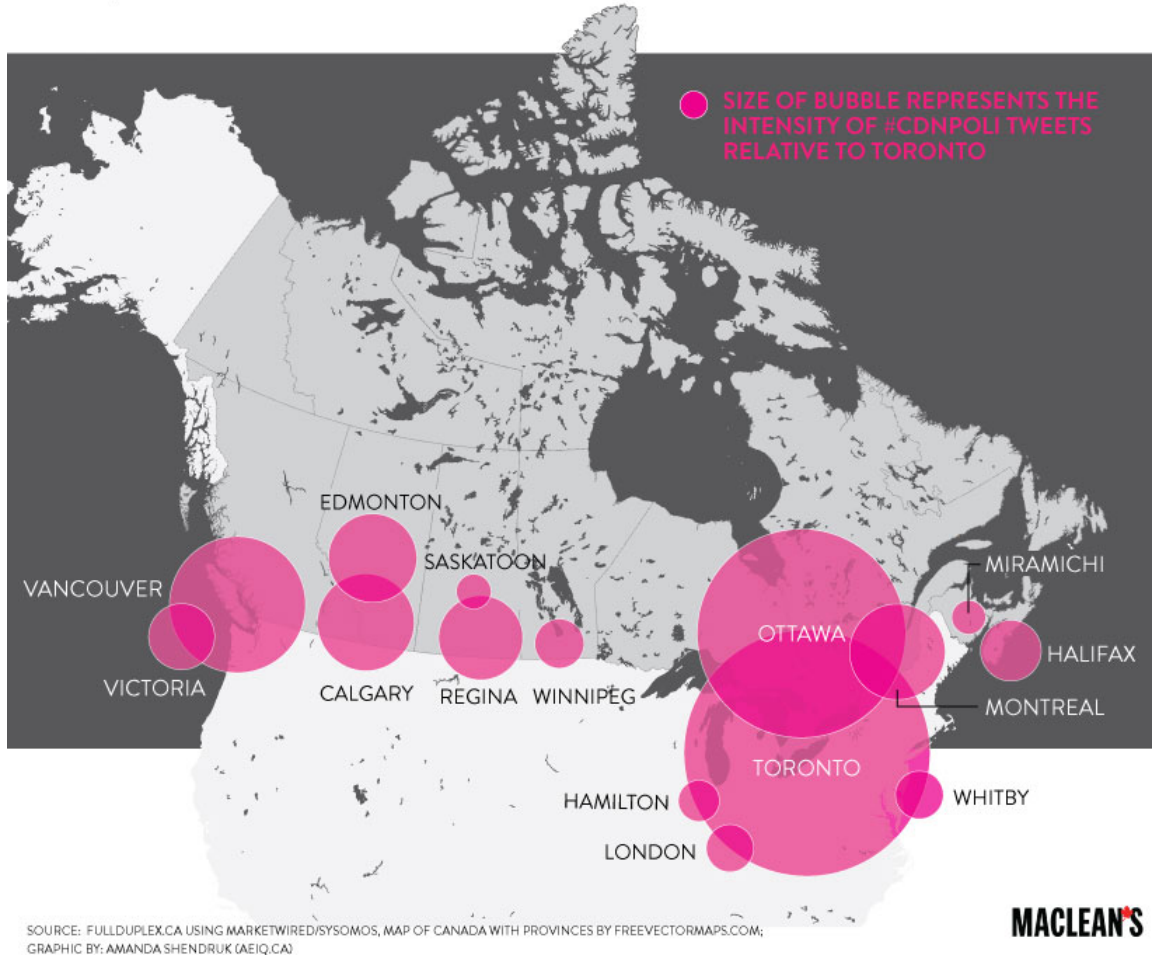 SIZE OF BUBBLE REPRESENTS THE
INTENSITY OF #CDNPOLI TWEETS
RELATIVE TO TORONTO
EDMONTON
SASKATOON
MIRAMICHI
VANCOUVER
OTTAWA
HALIFAX
VICTORIA
CALGARY
REGINA
WINNIPEG
MONTREAL
TORONTO
HAMILTON
WHITBY
LONDON
MACLEAN'S
SOURCE: FULLDUPLEX.CA USING MARKETWIRED/SYSOMOS, MAP OF CANADA WITH PROVINCES BY FREEVECTORMAPS.COM;
GRAPHIC BY: AMANDA SHENDRUK (AEIQ.CA)